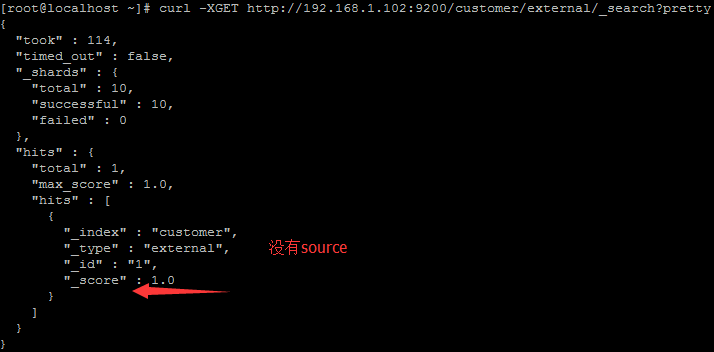 [root@localhost ~]# curl -XGET http://192.168.1.102:9200/customer/external/_search?pretty
{
  "took" : 114,
  "timed_out" : false,
  "_shards" : {
    "total" : 10,
    "successful" : 10,
    "failed" : 0
  },
  "hits" : {
    "total" : 1,
    "max_score" : 1.0,
    "hits" : [
      {
        "_index" : "customer",
        "_type" : "external", 没有source
        "_id" : "1",
        "_score" : 1.0
      }
    ]
  }
}